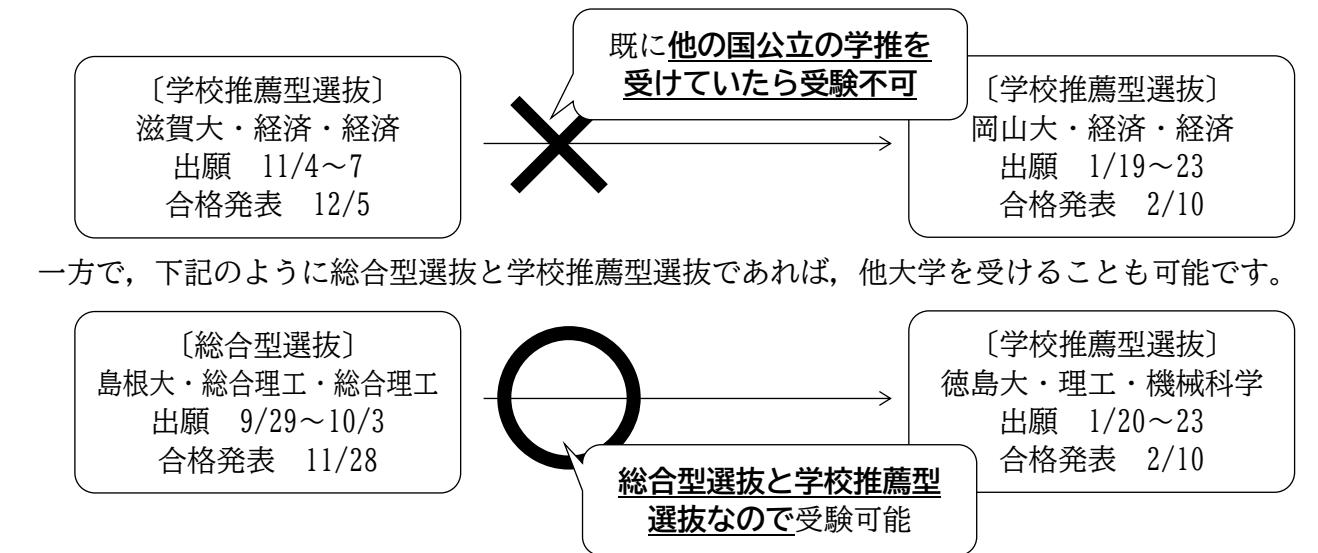 既に他の国公立の学推を
受けていたら受験不可
〔学校推薦型選抜〕
滋賀大・経済・経済
出願　11/4～7
合格発表　12/5
〔学校推薦型選抜〕
岡山大・経済・経済
出願　1/19～23
合格発表　2/10
一方で，下記のように総合型選抜と学校推薦型選抜であれば，他大学を受けることも可能です。
〔総合型選抜〕
島根大・総合理工・総合理工
出願　9/29～10/3
合格発表　11/28
〔学校推薦型選抜〕
徳島大・理工・機械科学
出願　1/20～23
合格発表　2/10
総合型選抜と学校推薦型
選抜なので受験可能